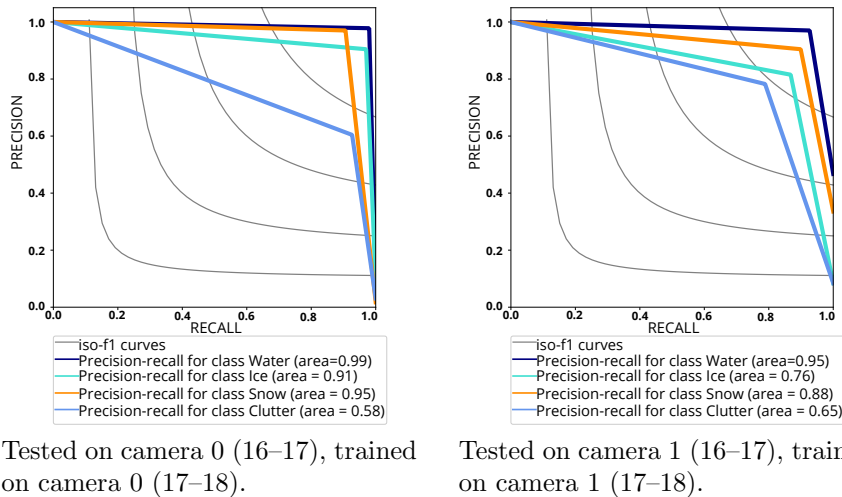 1.0
0.8
0.6
0.4
0.2
0.0
PRECISION
0.0 0.2 0.4 0.6 0.8 1.0
RECALL
iso-f1 curves
Precision-recall for class Water (area=0.99)
Precision-recall for class Ice (area = 0.91)
Precision-recall for class Snow (area = 0.95)
Precision-recall for class Clutter (area = 0.58)
Tested on camera 0 (16–17), trained
on camera 0 (17–18).
1.0
0.8
0.6
0.4
0.2
0.0
PRECISION
0.0 0.2 0.4 0.6 0.8 1.0
RECALL
iso-f1 curves
Precision-recall for class Water (area=0.95)
Precision-recall for class Ice (area = 0.76)
Precision-recall for class Snow (area = 0.88)
Precision-recall for class Clutter (area = 0.65)
Tested on camera 1 (16–17), train
on camera 1 (17–18).